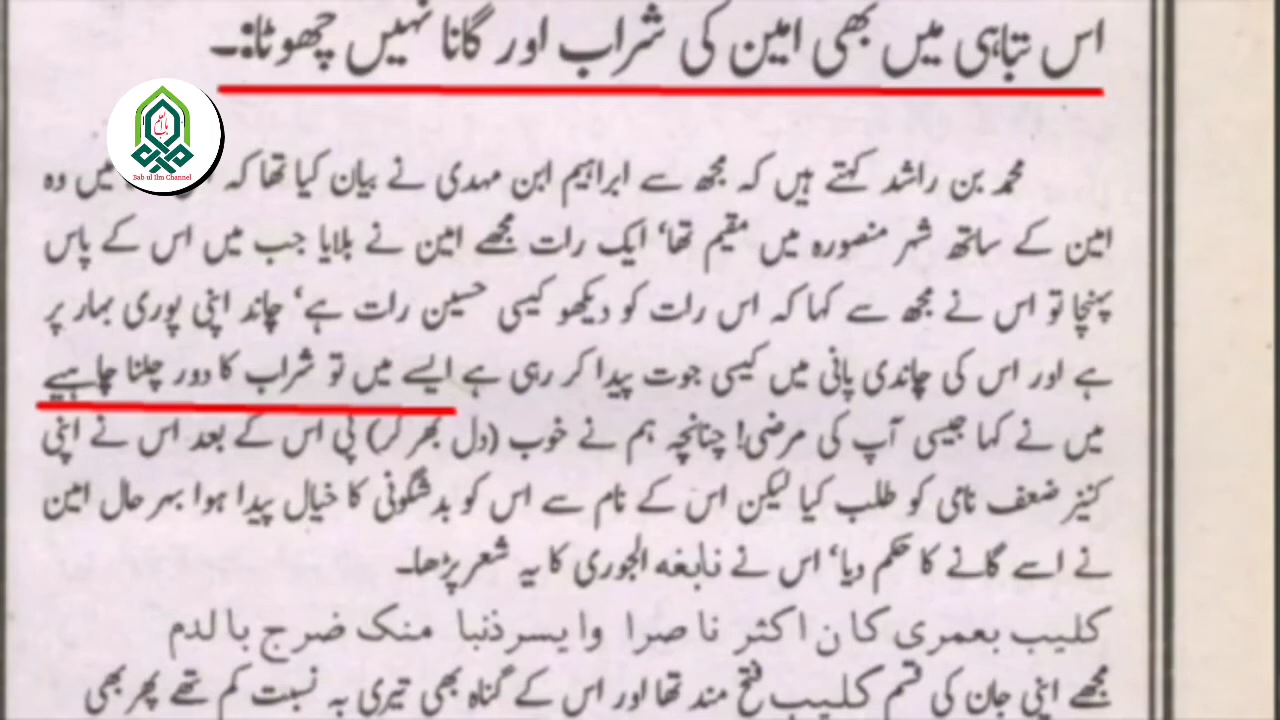 اس تباہی میں بھی امین کی شراب اور گانا نہیں چھوٹا:۔
Bab ul Ilm Channel
محمد بن راشد کہتے ہیں کہ مجھ سے ابراہیم ابن مہدی نے بیان کیا تھا کہ میں وہ
امین کے ساتھ شہر منصورہ میں مقیم تھا، ایک رات مجھے امین نے بلایا جب میں اس کے پاس
پہنچا تو اس نے مجھ سے کہا کہ اس رات کو دیکھو کیسی حسین رات ہے، چاند اپنی پوری بہار پر
ہے اور اس کی چاندی پانی میں کیسی جوت پیدا کر رہی ہے ایسے میں تو شراب کا دور چلنا چاہیے
میں نے کہا جیسی آپ کی مرضی! چنانچہ ہم نے خوب (دل بھر کر) پی اس کے بعد اس نے اپنی
کنیز ضعف نامی کو طلب کیا لیکن اس کے نام سے اس کو بدشگونی کا خیال پیدا ہوا بہر حال امین
نے اسے گانے کا حکم دیا، اس نے نابغہ الجوری کا یہ شعر پڑھا۔
کلیب بعمری کان اکثر ناصرا وایسر ذنبا منک ضرج بالدم
مجھے اپنی جان کی قسم کلیب فتح مند تھا اور اس کے گناہ بھی تیری بہ نسبت کم تھے پھر بھی